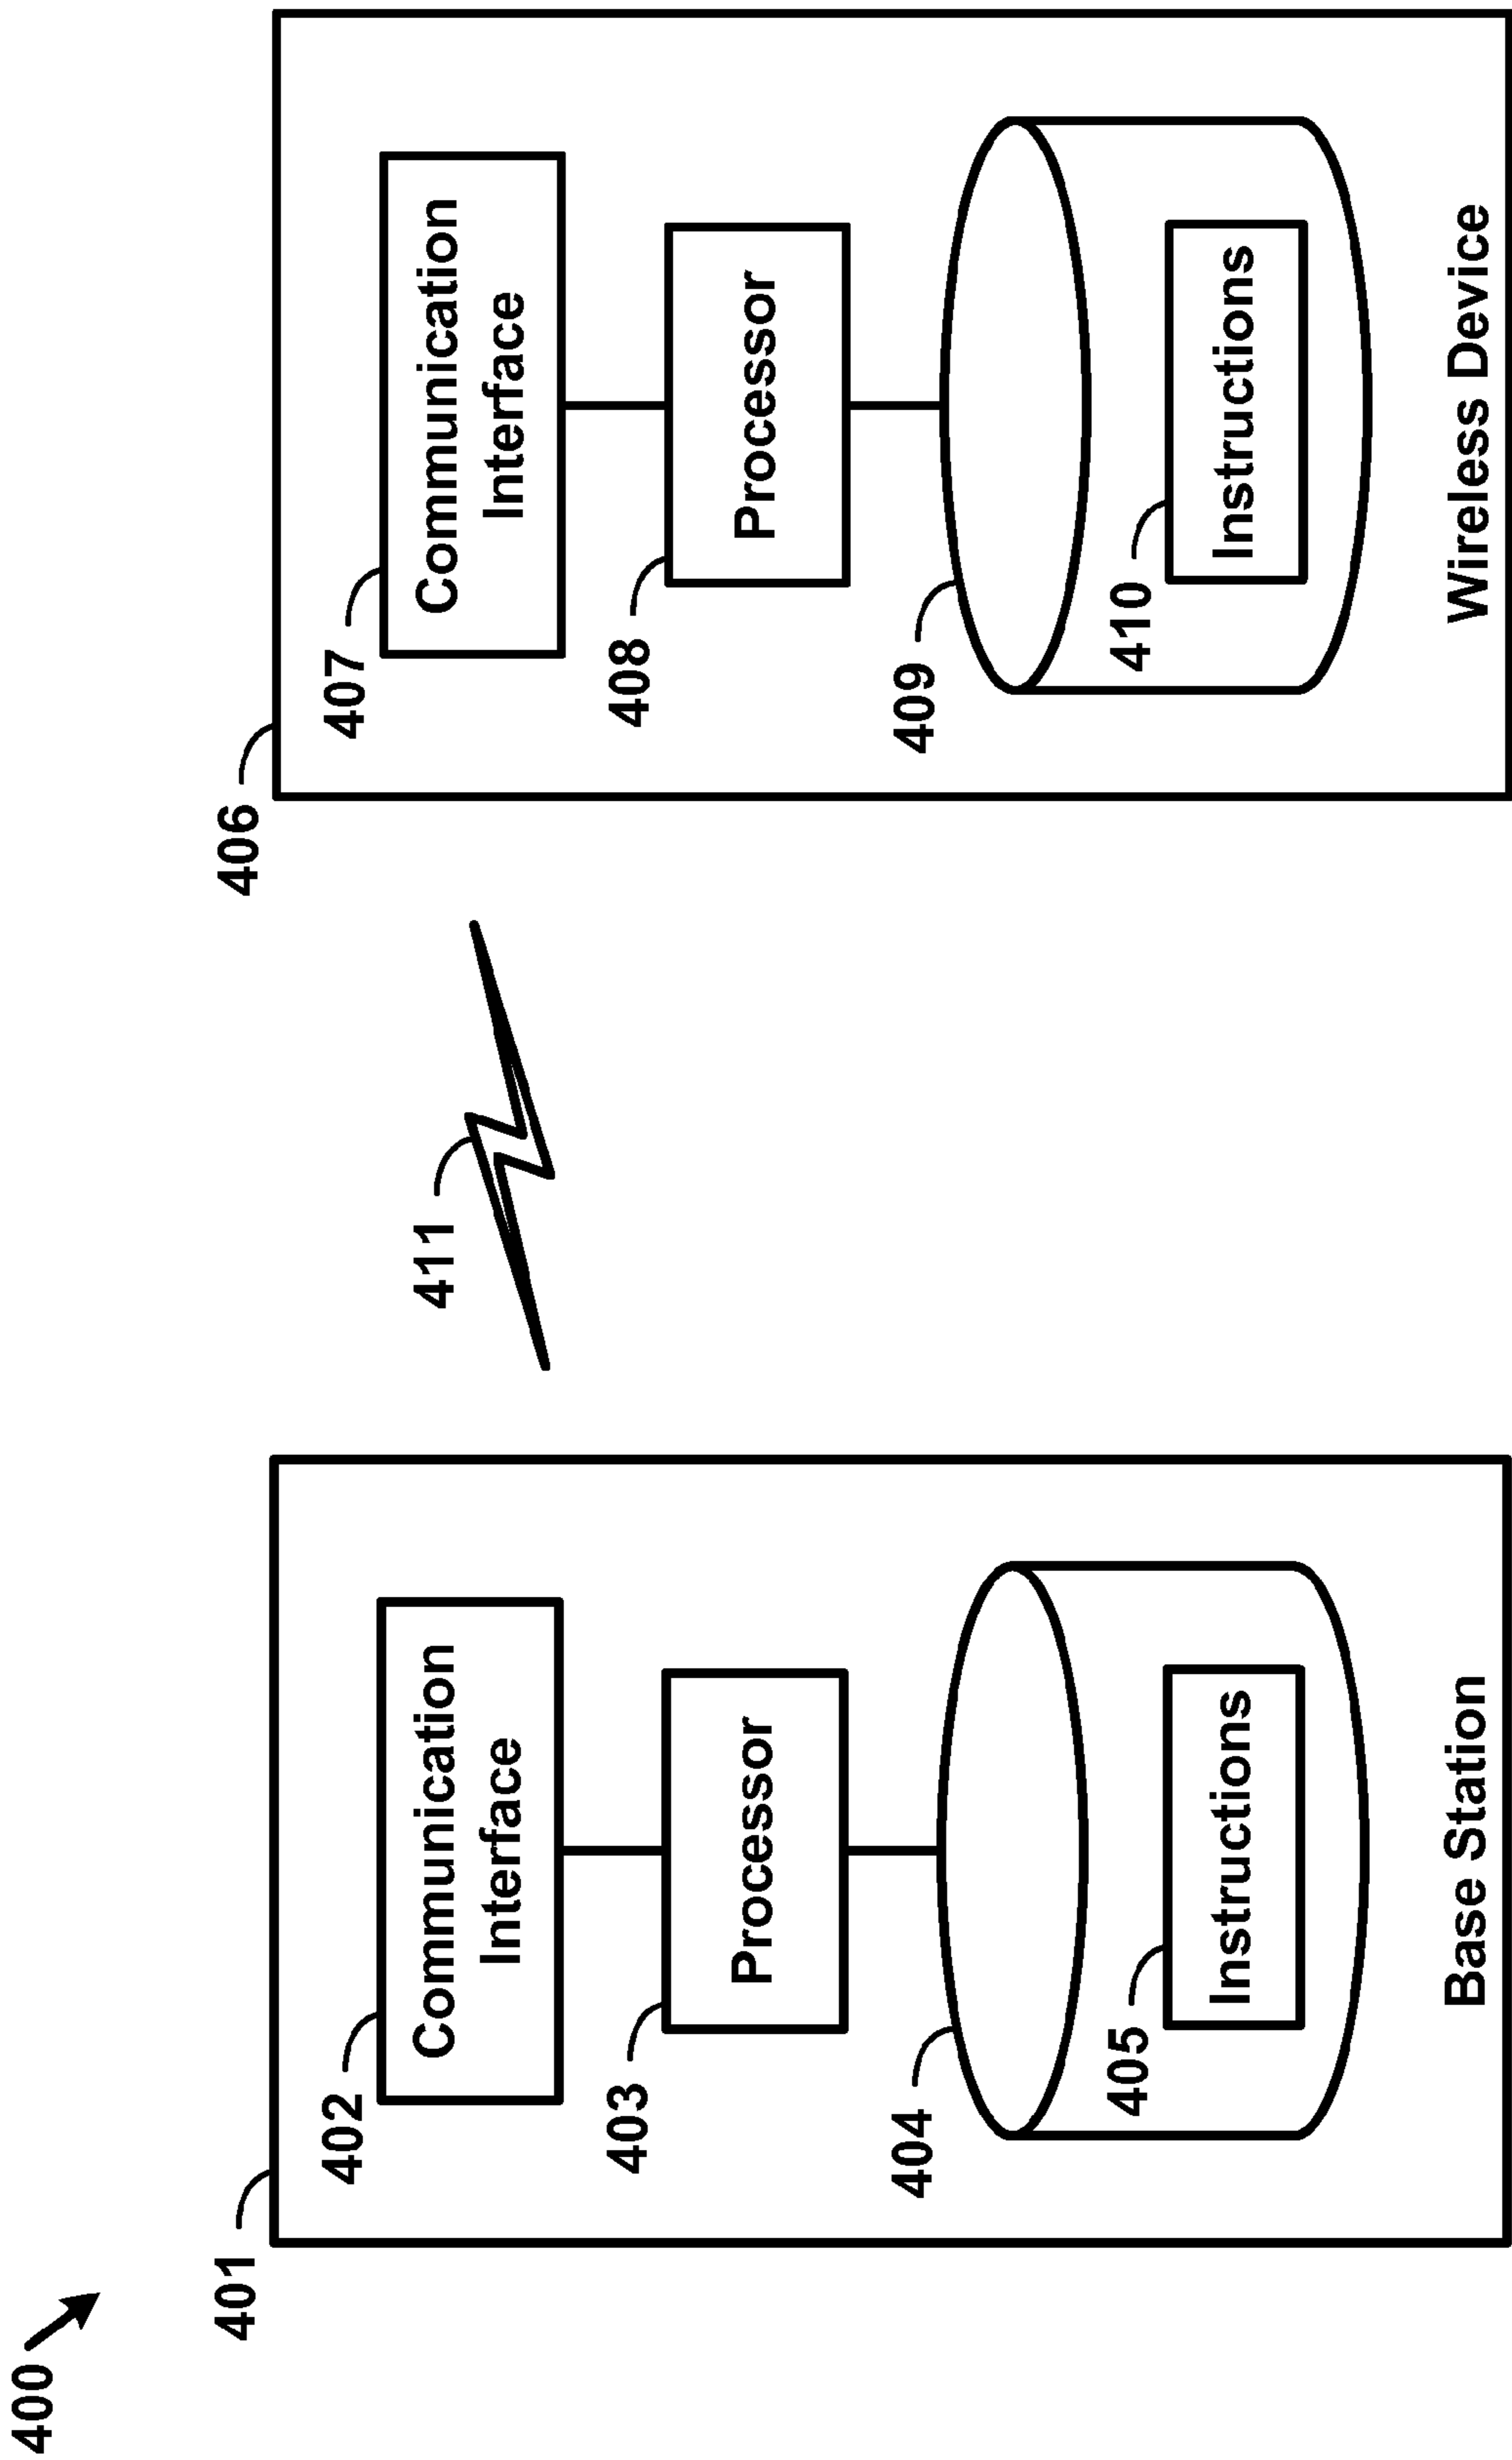 400
401
402
Communication
Interface
403
Processor
404
405
Instructions
Base Station
411
406
407
Communication
Interface
408
Processor
409
410
Instructions
Wireless Device